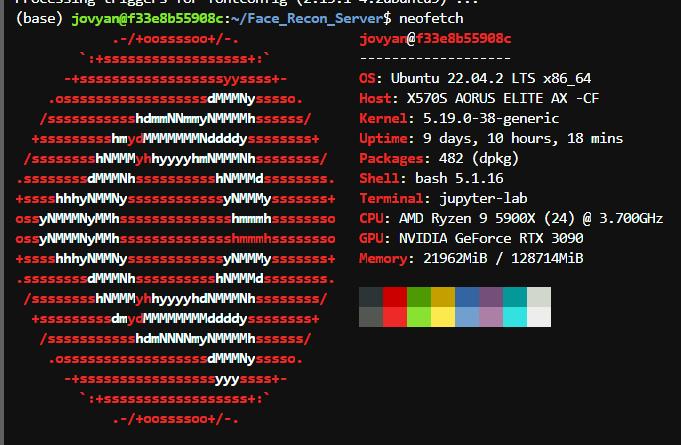 Processing triggers for fontconfig (2.13.1-4.2ubuntu5) ...
(base) jovyan@f33e8b55908c:~/Face_Recon_Server$ neofetch
.-/+oossssoo+/-.
`:+ssssssssssssssssss+:`
-+ssssssssssssssssssyyssss+-
.ossssssssssssssssssdMMMNysssso.
/ssssssssssshdmmNNmmyNMMMMhssssss/
+ssssssssshmydMMMMMMMNddddyssssssss+
/sssssssshNMMMyhhyyyyhmNMMMNhssssssss/
.ssssssssdMMMNhsssssssssshNMMMdssssssss.
+sssshhhyNMMNyssssssssssssyNMMMysssssss+
ossyNMMMNyMMhsssssssssssssshmmmhssssssso
ossyNMMMNyMMhsssssssssssssshmmmhssssssso
+sssshhhyNMMNyssssssssssssyNMMMysssssss+
.ssssssssdMMMNhsssssssssshNMMMdssssssss.
/sssssssshNMMMyhhyyyyhdNMMMNhssssssss/
+sssssssssdmydMMMMMMMMddddyssssssss+
/ssssssssssshdmNNNNmyNMMMMhssssss/
.ossssssssssssssssssdMMMNysssso.
-+sssssssssssssssssyyyssss+-
`:+ssssssssssssssssss+:`
.-/+oossssoo+/-.
jovyan@f33e8b55908c
-------------------
OS: Ubuntu 22.04.2 LTS x86_64
Host: X570S AORUS ELITE AX -CF
Kernel: 5.19.0-38-generic
Uptime: 9 days, 10 hours, 18 mins
Packages: 482 (dpkg)
Shell: bash 5.1.16
Terminal: jupyter-lab
CPU: AMD Ryzen 9 5900X (24) @ 3.700GHz
GPU: NVIDIA GeForce RTX 3090
Memory: 21962MiB / 128714MiB